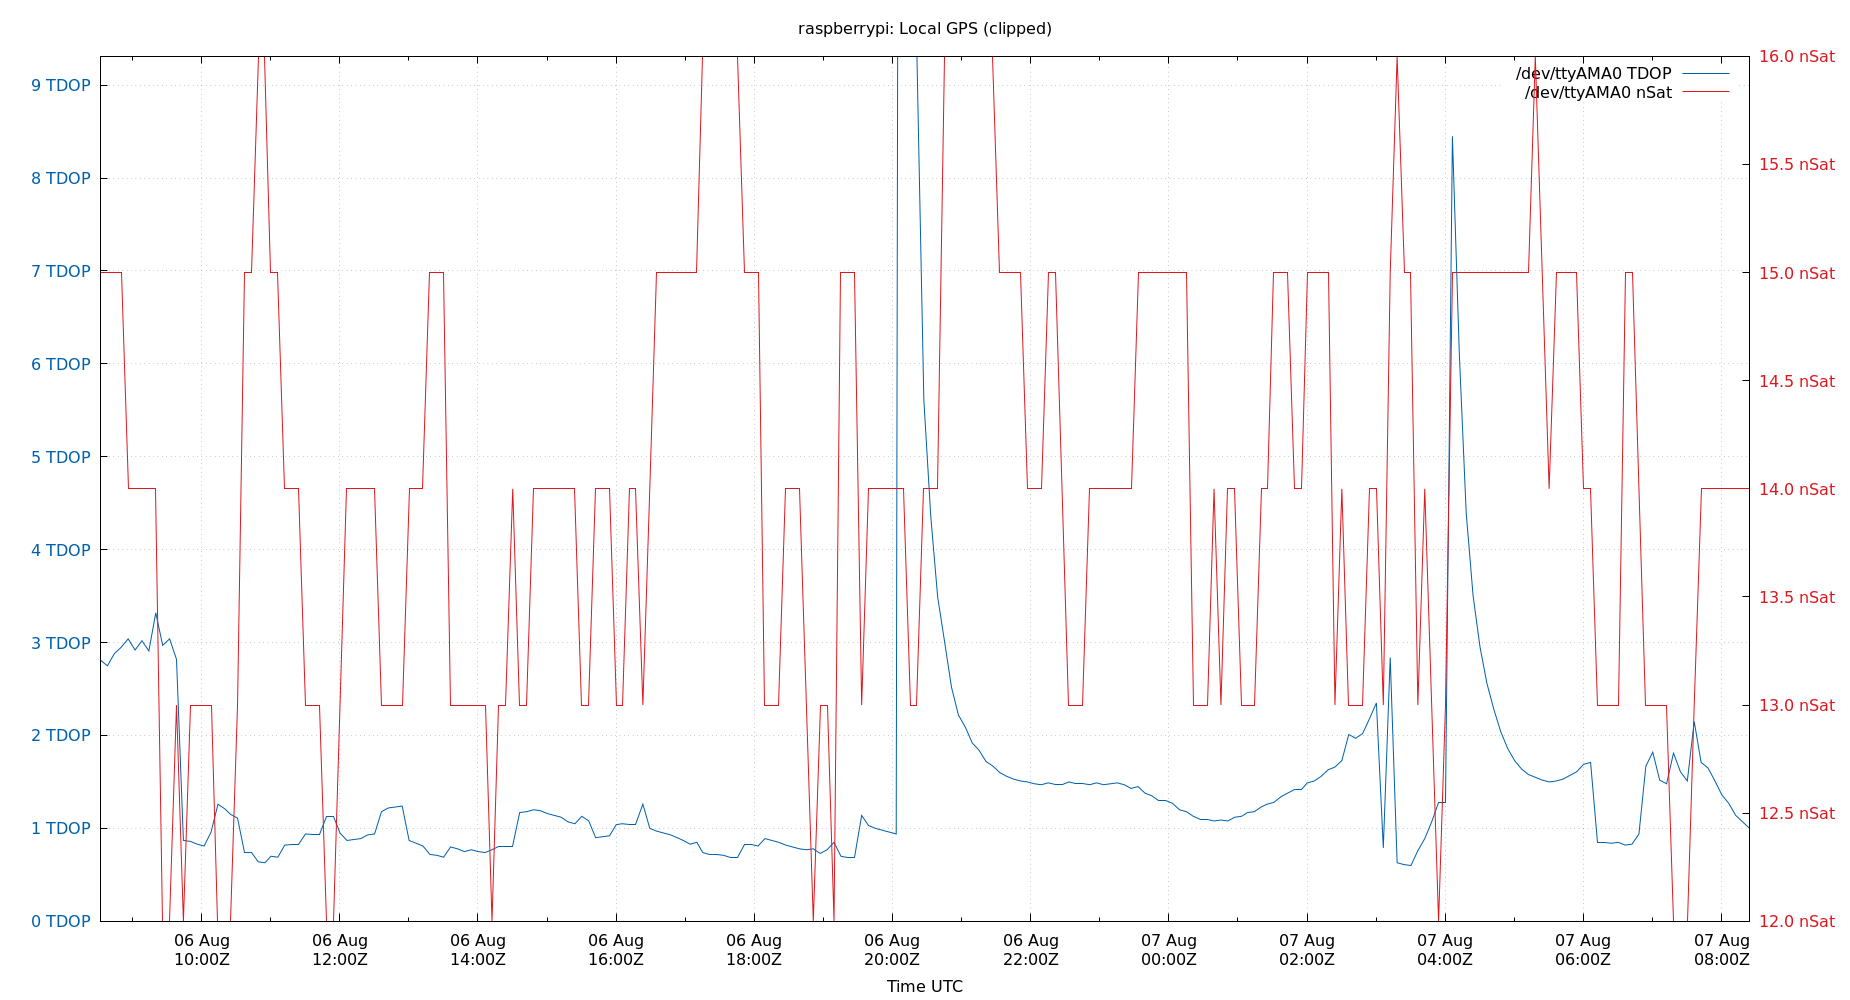 raspberrypi: Local GPS (clipped)
/dev/ttyAMA0 TDOP
/dev/ttyAMA0 nSat
9 TDOP
8 TDOP
7 TDOP
6 TDOP
5 TDOP
4 TDOP
3 TDOP
2 TDOP
1 TDOP
0 TDOP
16.0 nSat
15.5 nSat
15.0 nSat
14.5 nSat
14.0 nSat
13.5 nSat
13.0 nSat
12.5 nSat
12.0 nSat
06 Aug 06 Aug 06 Aug 06 Aug 06 Aug 06 Aug 06 Aug 07 Aug 07 Aug 07 Aug 07 Aug 07 Aug
10:00Z 12:00Z 14:00Z 16:00Z 18:00Z 20:00Z 22:00Z 00:00Z 02:00Z 04:00Z 06:00Z 08:00Z
Time UTC